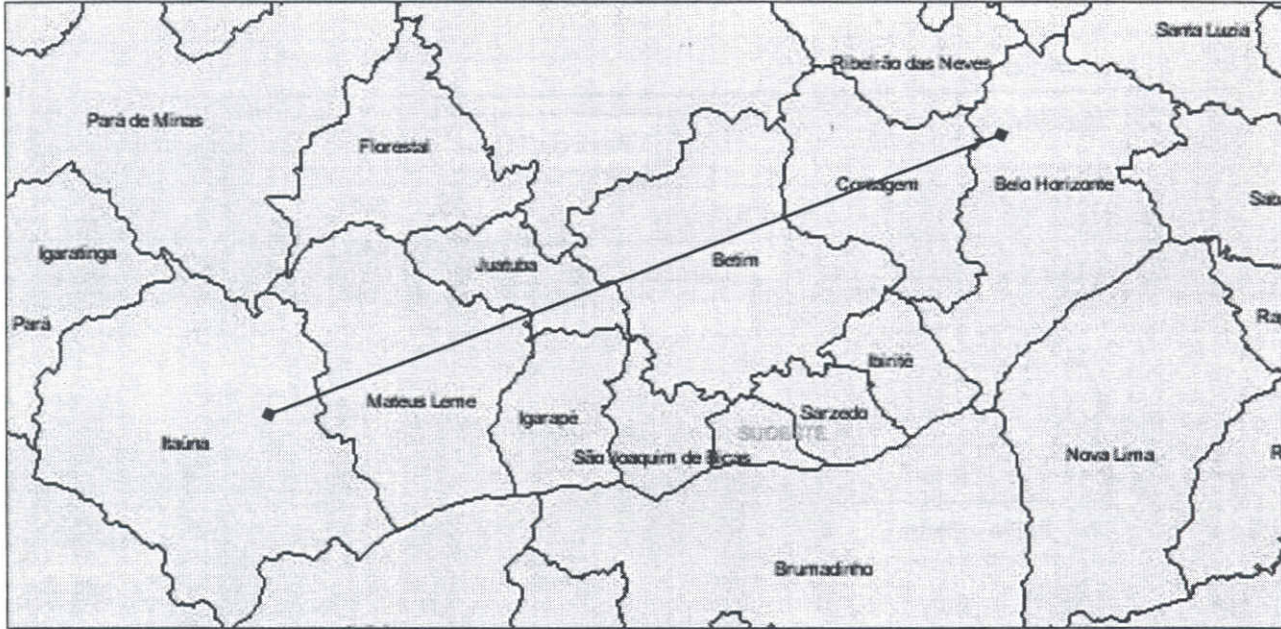 Santa Luzia
Ribeirão das Neves
Pará de Minas
Florestal
Contagem
Belo Horizonte
Igaratinga
Juatuba
Betim
Pará
Ibirité
Mateus Leme
Igarapé
Sarzedo
SUDESTE
Itaúna
São Joaquim de Bicas
Nova Lima
Brumadinho